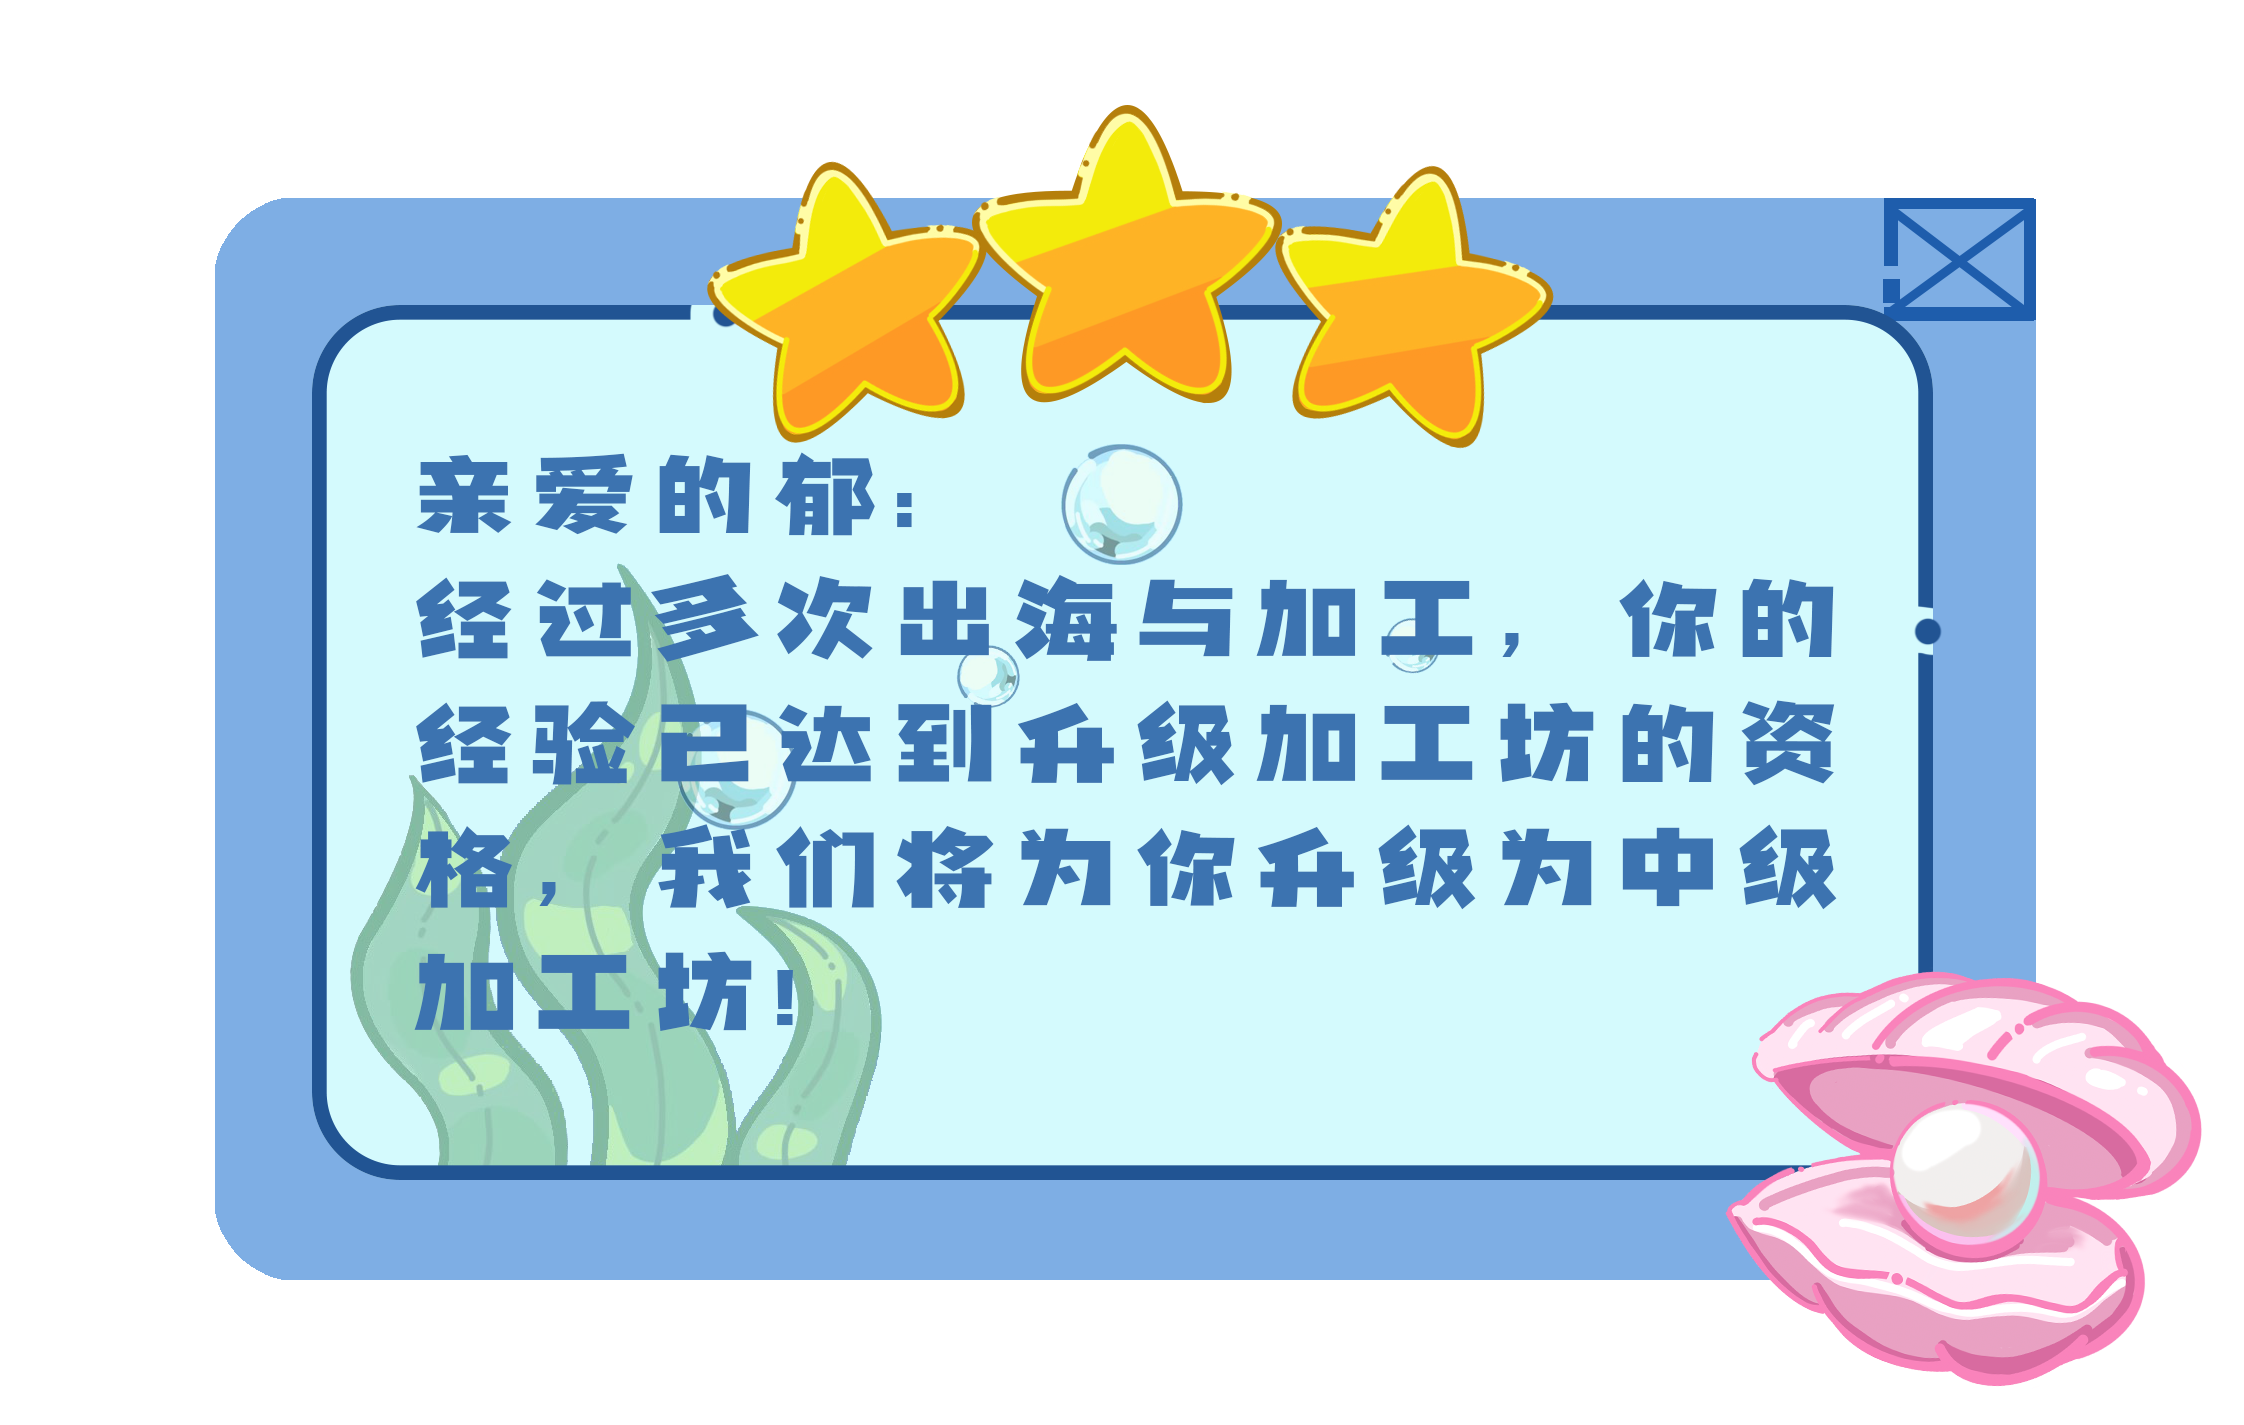 亲爱的郁：
经过多次出海与加工，你的
经验已达到升级加工坊的资
格，我们将为你升级为中级
加工坊！